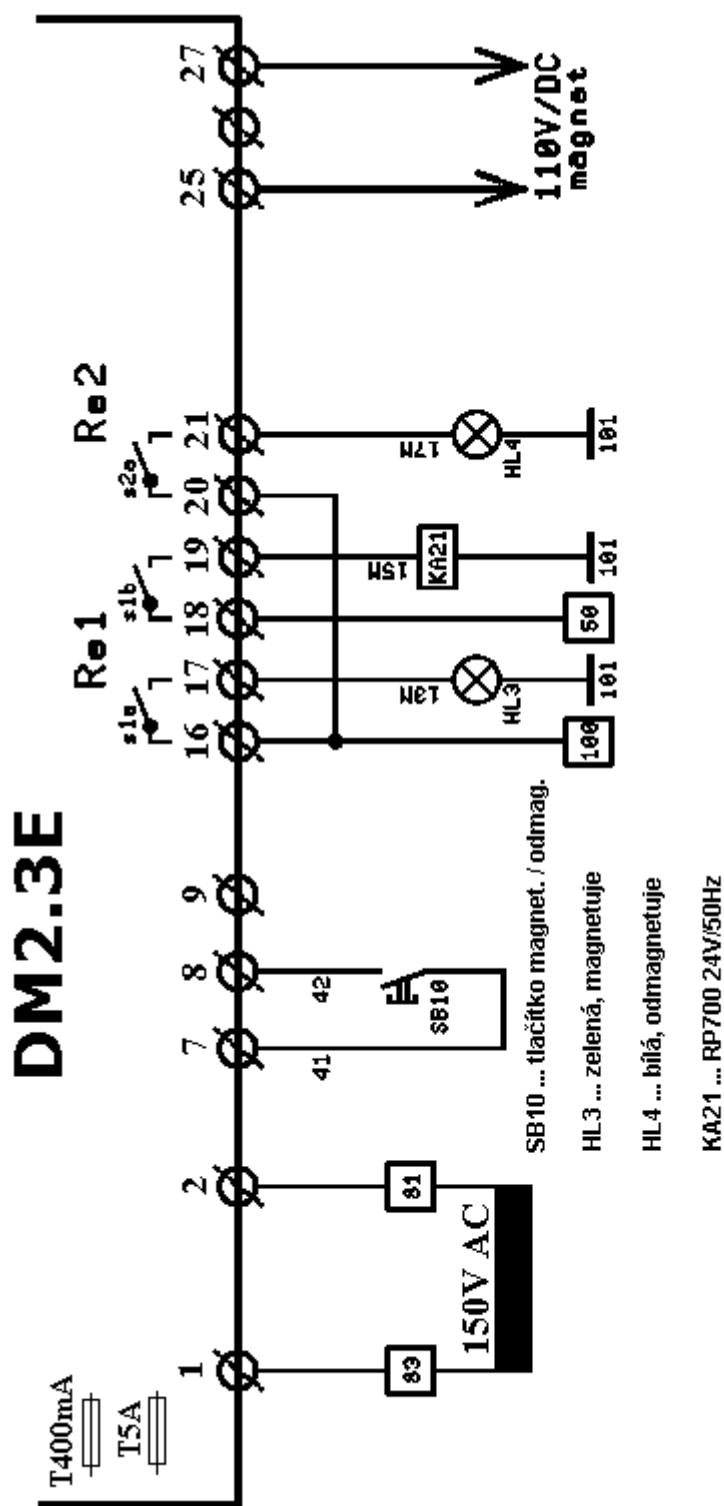 DM2.3E
T400mA
T5A
Re1
Re2
s1a
s1b
s2a
1
2
7
8
9
16
17
18
19
20
21
25
27
83
81
150V AC
41
42
SB10
100
13M
HL3
101
50
15M
KA21
101
17M
HL4
101
110V/DC
magnet
SB10 ... tlačítko magnet. / odmag.
HL3 ... zelená, magnetuje
HL4 ... bílá, odmagnetuje
KA21 ... RP700 24V/50Hz